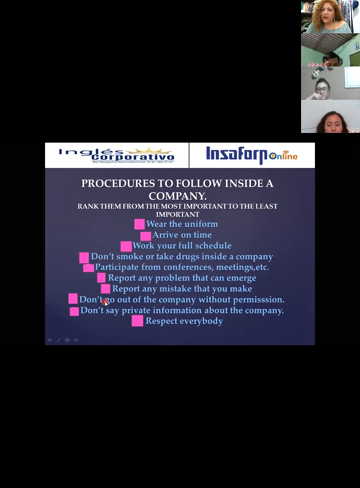 Inglés
Corporativo
Insaforp Online
PROCEDURES TO FOLLOW INSIDE A
COMPANY.
RANK THEM FROM THE MOST IMPORTANT TO THE LEAST
IMPORTANT
Wear the uniform
Arrive on time
Work your full schedule
Don't smoke or take drugs inside a company
Participate from conferences, meetings,etc.
Report any problem that can emerge
Report any mistake that you make
Don't go out of the company without permisssion.
Don't say private information about the company.
Respect everybody